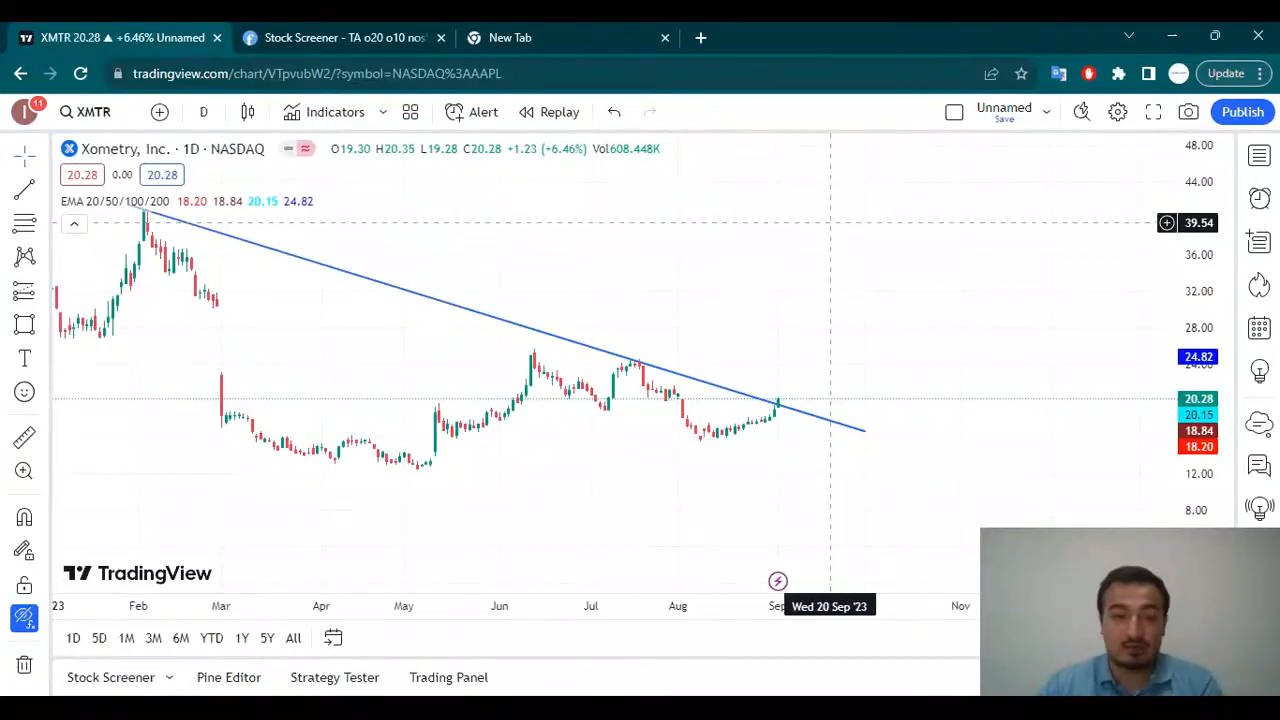 XMTR 20.28 ▲ +6.46% Unnamed
Stock Screener - TA o20 o10 nos
New Tab
tradingview.com/chart/VTpvubW2/?symbol=NASDAQ%3AAAPL
Update
I
11
XMTR
D
Indicators
Alert
Replay
Unnamed
Save
Publish
Xometry, Inc. · 1D · NASDAQ
O19.30 H20.35 L19.28 C20.28 +1.23 (+6.46%) Vol608.448K
20.28 0.00 20.28
EMA 20/50/100/200 18.20 18.84 20.15 24.82
48.00
44.00
39.54
36.00
32.00
28.00
24.82
24.00
20.28
20.15
18.84
18.20
12.00
8.00
TradingView
23 Feb Mar Apr May Jun Jul Aug Sep Wed 20 Sep '23 Nov
1D 5D 1M 3M 6M YTD 1Y 5Y All
Stock Screener Pine Editor Strategy Tester Trading Panel